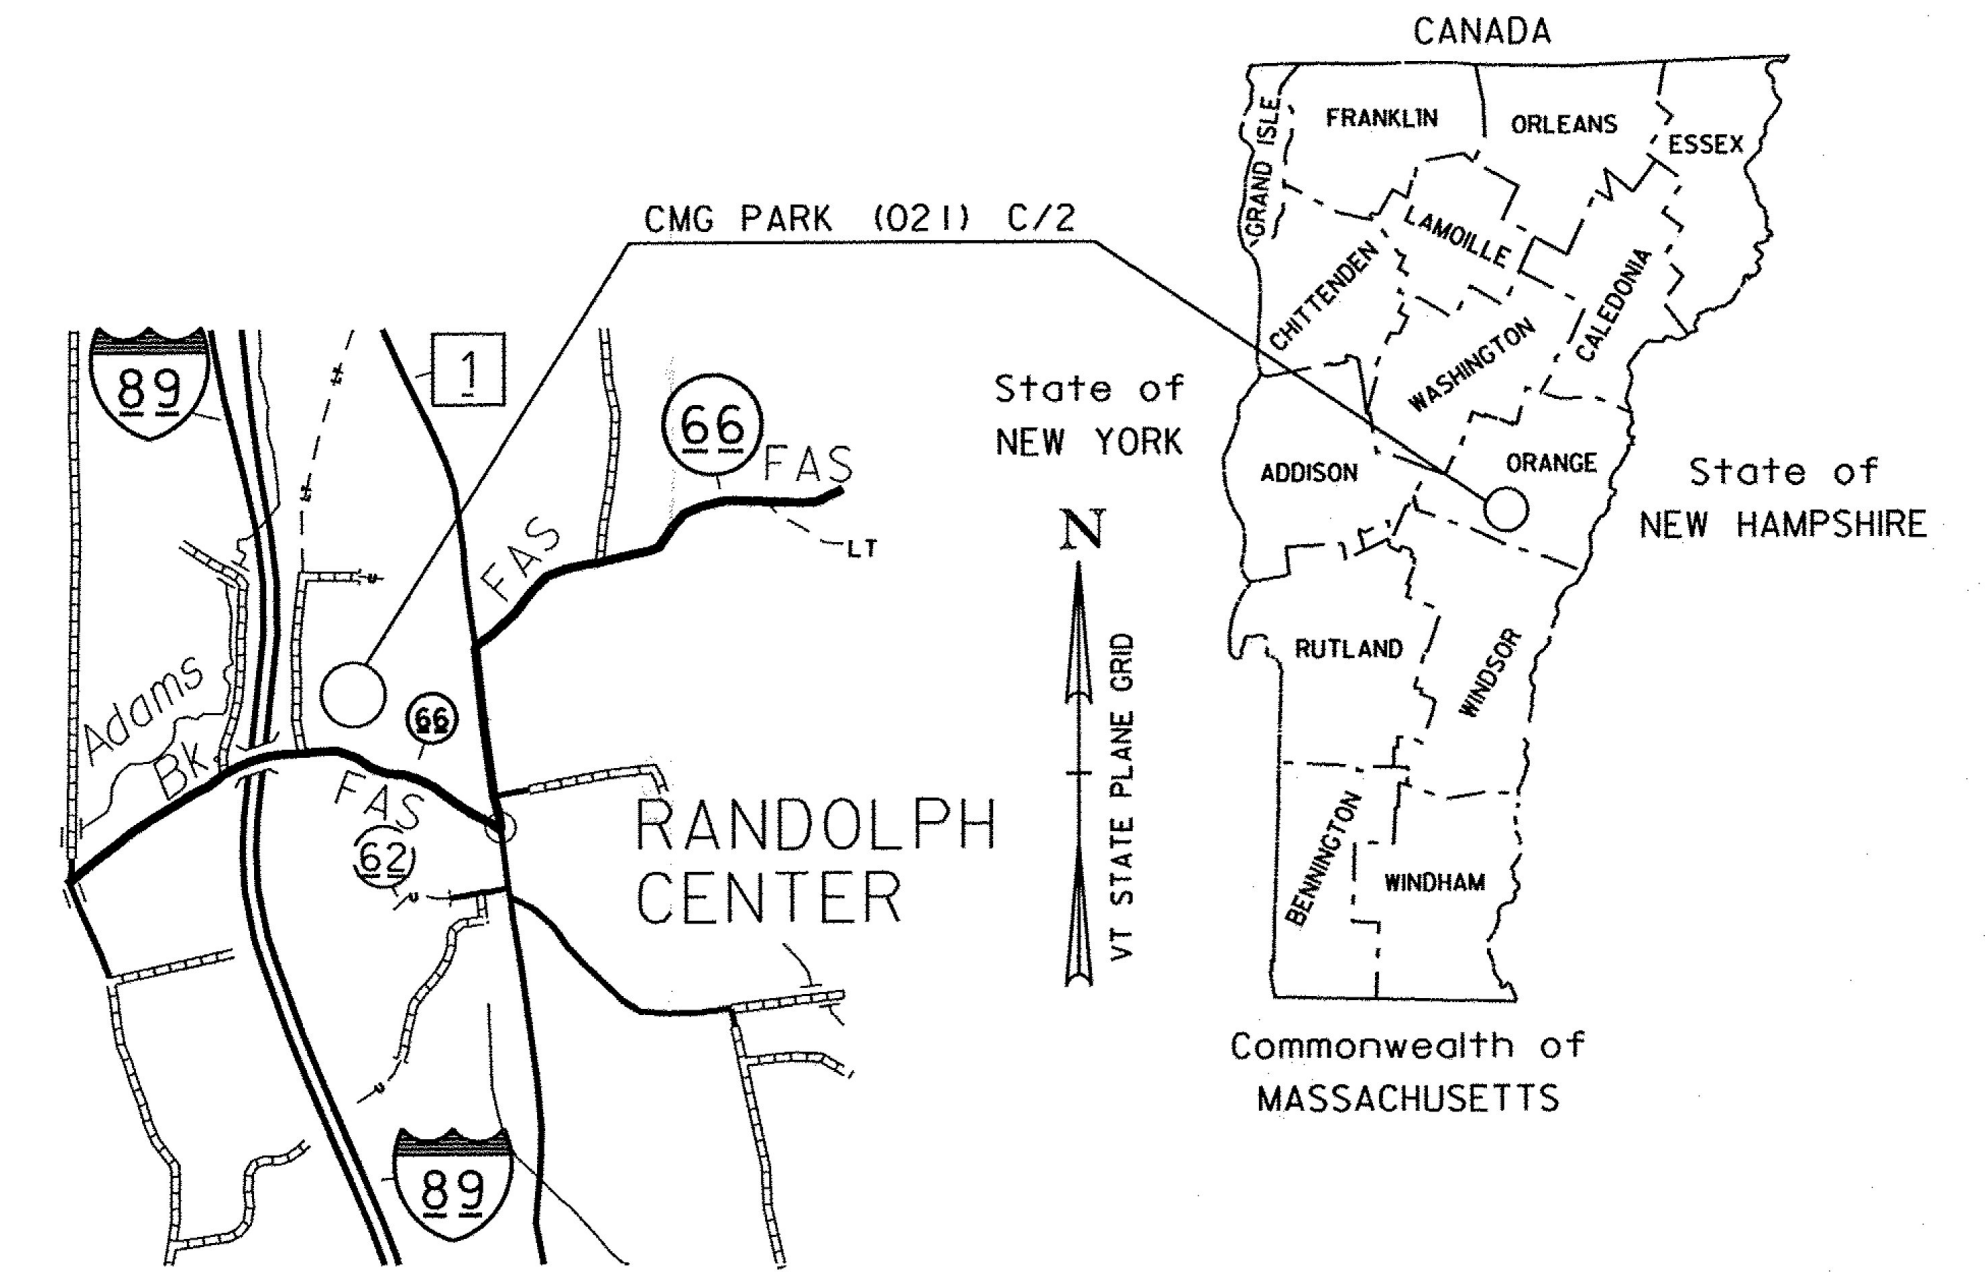 CANADA
FRANKLIN
ORLEANS
ESSEX
GRAND ISLE
LAMOILLE
CHITTENDEN
CALEDONIA
WASHINGTON
ADDISON
ORANGE
RUTLAND
WINDSOR
BENNINGTON
WINDHAM
State of
NEW YORK
State of
NEW HAMPSHIRE
Commonwealth of
MASSACHUSETTS
N
VT STATE PLANE GRID
CMG PARK (021) C/2
89
1
66
FAS
FAS
LT
Adams
Bk.
66
FAS
62
RANDOLPH
CENTER
89